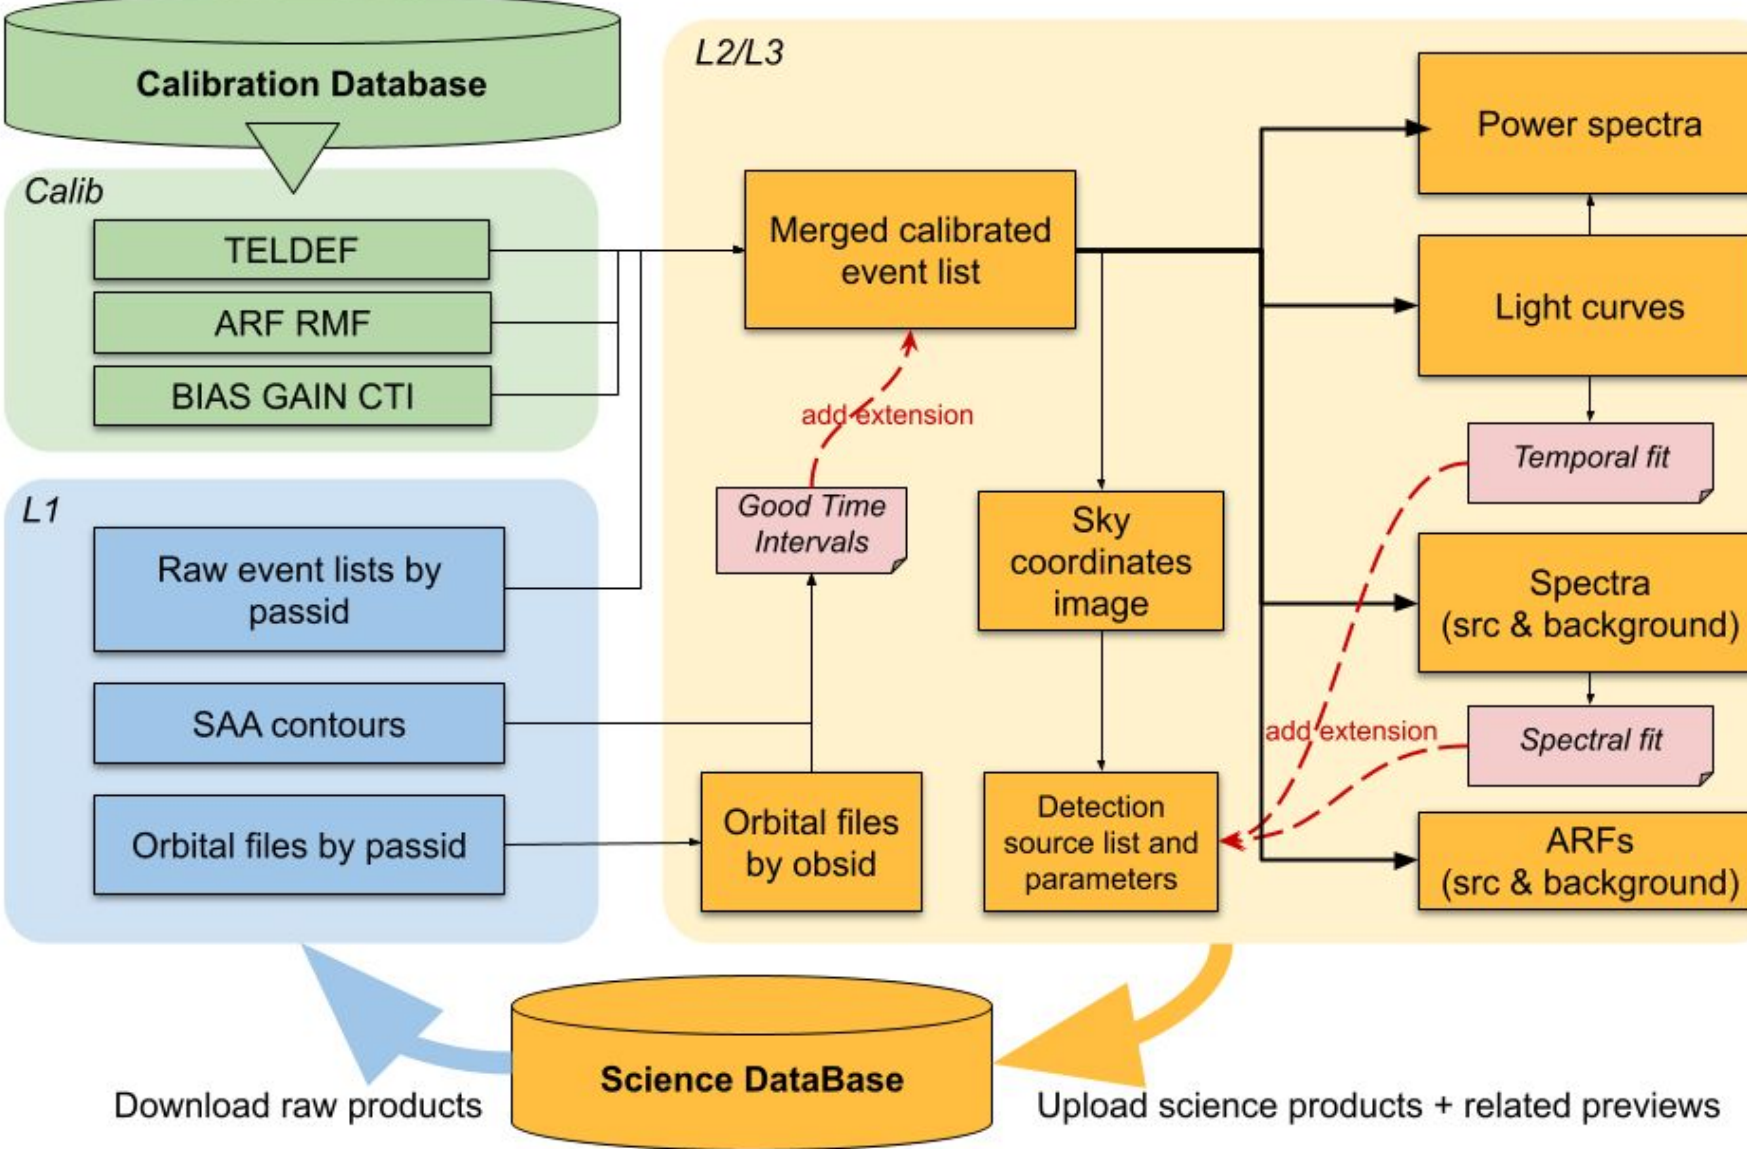 Calibration Database
Calib
TELDEF
ARF RMF
BIAS GAIN CTI
L1
Raw event lists by
passid
SAA contours
Orbital files by passid
L2/L3
Merged calibrated
event list
add extension
Good Time
Intervals
Orbital files
by obsid
Sky
coordinates
image
Detection
source list and
parameters
Power spectra
Light curves
Temporal fit
Spectra
(src & background)
add extension
Spectral fit
ARFs
(src & background)
Science DataBase
Download raw products
Upload science products + related previews